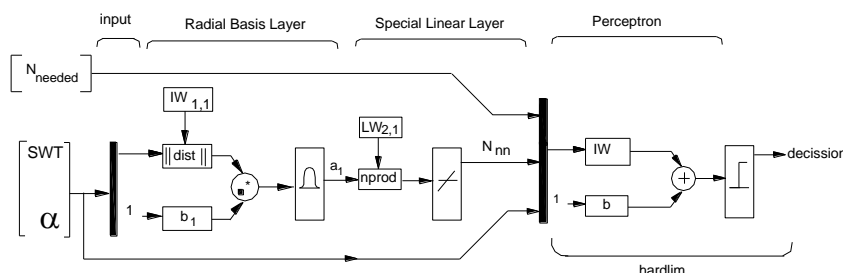 input
Radial Basis Layer
Special Linear Layer
Perceptron
N needed
IW 1,1
LW 2,1
SWT
|| dist ||
*
a 1
nprod
N nn
IW
decission
α
1
b 1
+
1
b
hardlim